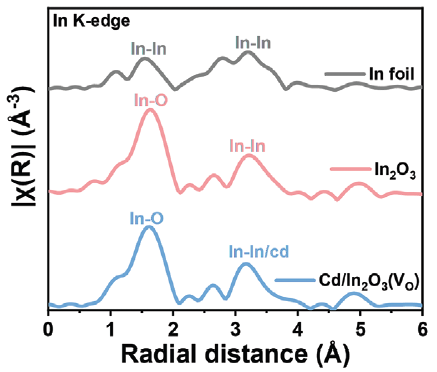 In K-edge
In-In
In-In
In foil
In-O
In-In
In₂O₃
In-O
In-In/cd
Cd/In₂O₃(Vₒ)
|χ(R)| (Å⁻³)
0 1 2 3 4 5 6
Radial distance (Å)